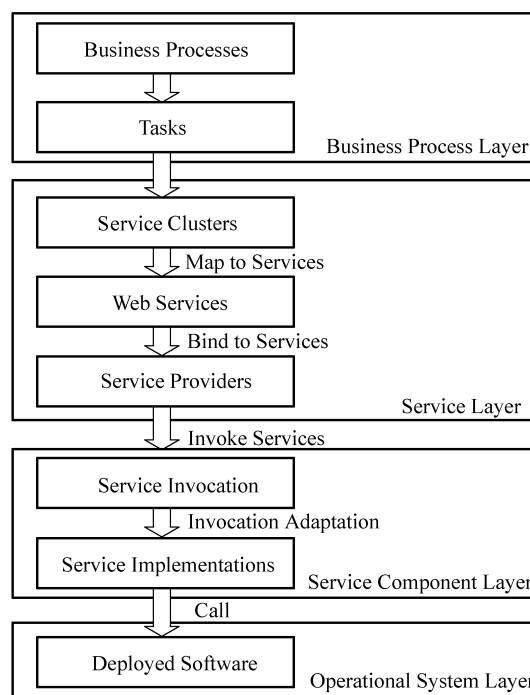 Business Processes
Tasks
Business Process Layer
Service Clusters
Map to Services
Web Services
Bind to Services
Service Providers
Service Layer
Invoke Services
Service Invocation
Invocation Adaptation
Service Implementations
Service Component Layer
Call
Deployed Software
Operational System Layer